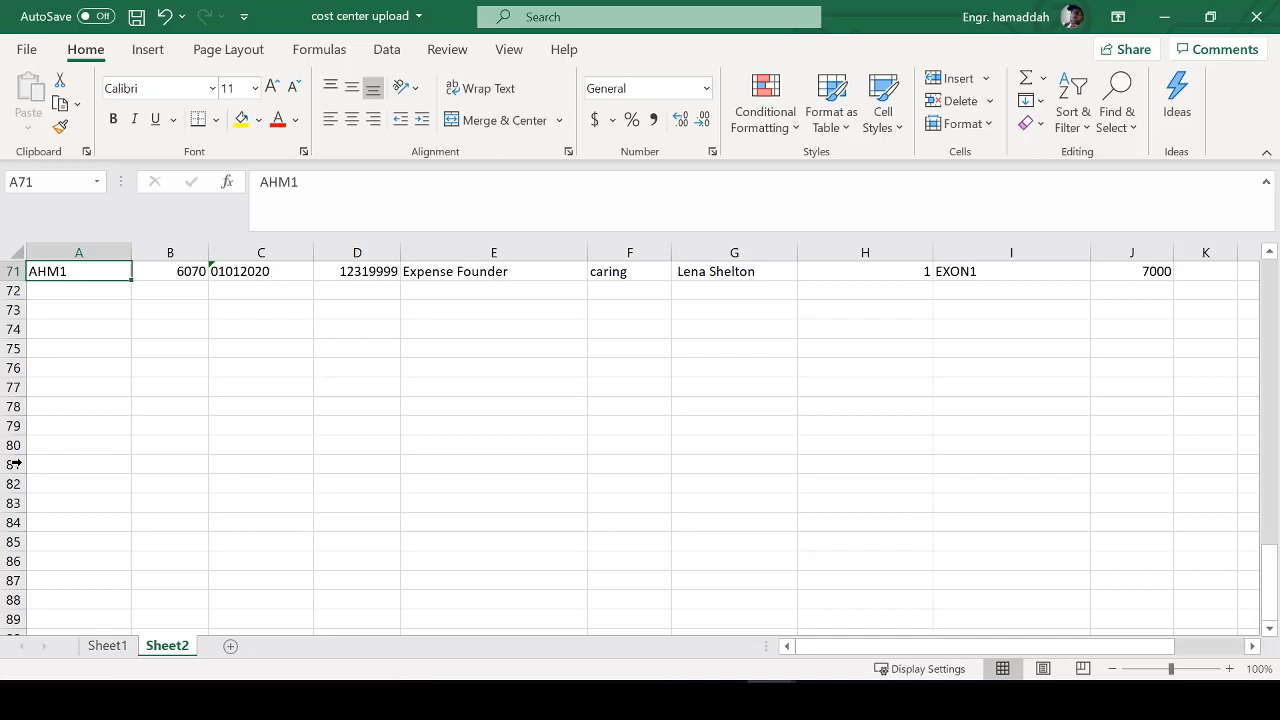 AutoSave Off cost center upload Search Engr. hamaddah
File Home Insert Page Layout Formulas Data Review View Help Share Comments
Calibri 11 Wrap Text General Insert
Paste Merge & Center Conditional Formatting Format as Table Cell Styles Delete Sort & Filter Find & Select Ideas
Format
Clipboard Font Alignment Number Styles Cells Editing Ideas
A71 fx AHM1
A B C D E F G H I J K
71 AHM1 6070 01012020 12319999 Expense Founder caring Lena Shelton 1 EXON1 7000
72
73
74
75
76
77
78
79
80
82
83
84
85
86
87
88
89
Sheet1 Sheet2
Display Settings 100%